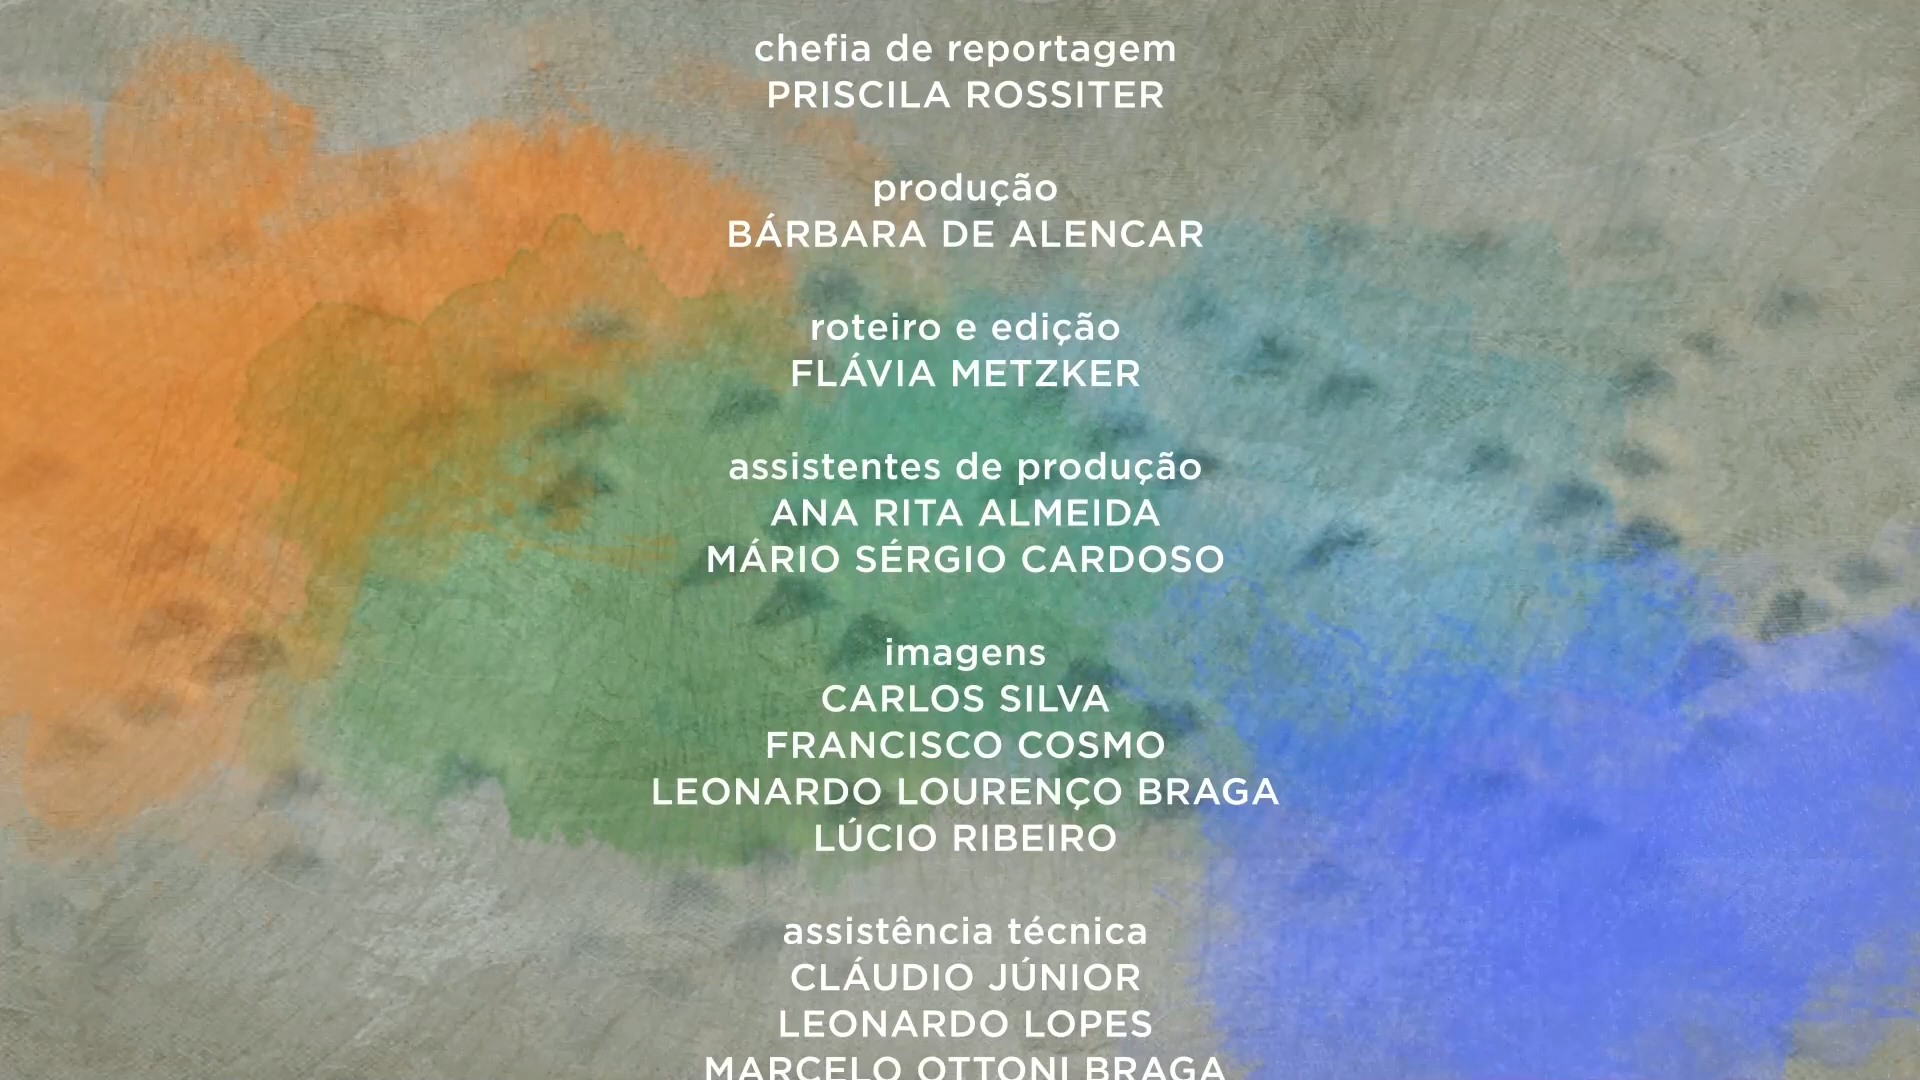 chefia de reportagem
PRISCILA ROSSITER
produção
BÁRBARA DE ALENCAR
roteiro e edição
FLÁVIA METZKER
assistentes de produção
ANA RITA ALMEIDA
MÁRIO SÉRGIO CARDOSO
imagens
CARLOS SILVA
FRANCISCO COSMO
LEONARDO LOURENÇO BRAGA
LÚCIO RIBEIRO
assistência técnica
CLÁUDIO JÚNIOR
LEONARDO LOPES
MARCELO OTTONI BRAGA